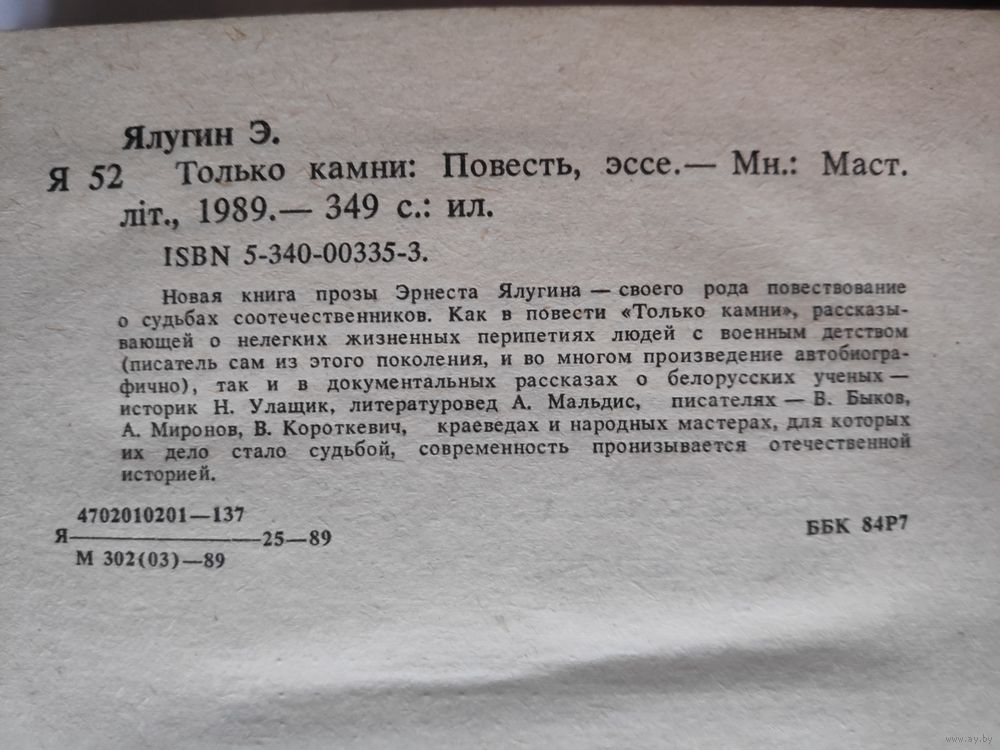 Ялугин Э.
Я 52 Только камни: Повесть, эссе.— Мн.: Маст.
літ., 1989.— 349 с.: ил.
ISBN 5-340-00335-3.
Новая книга прозы Эрнеста Ялугина — своего рода повествование
о судьбах соотечественников. Как в повести «Только камни», рассказы-
вающей о нелегких жизненных перипетиях людей с военным детством
(писатель сам из этого поколения, и во многом произведение автобиогра-
фично), так и в документальных рассказах о белорусских ученых —
историк Н. Улащик, литературовед А. Мальдис, писателях — В. Быков,
А. Миронов, В. Короткевич, краеведах и народных мастерах, для которых
их дело стало судьбой, современность пронизывается отечественной
историей.
4702010201—137
Я————————25—89
М 302(03)—89
ББК 84Р7
www.ay.by